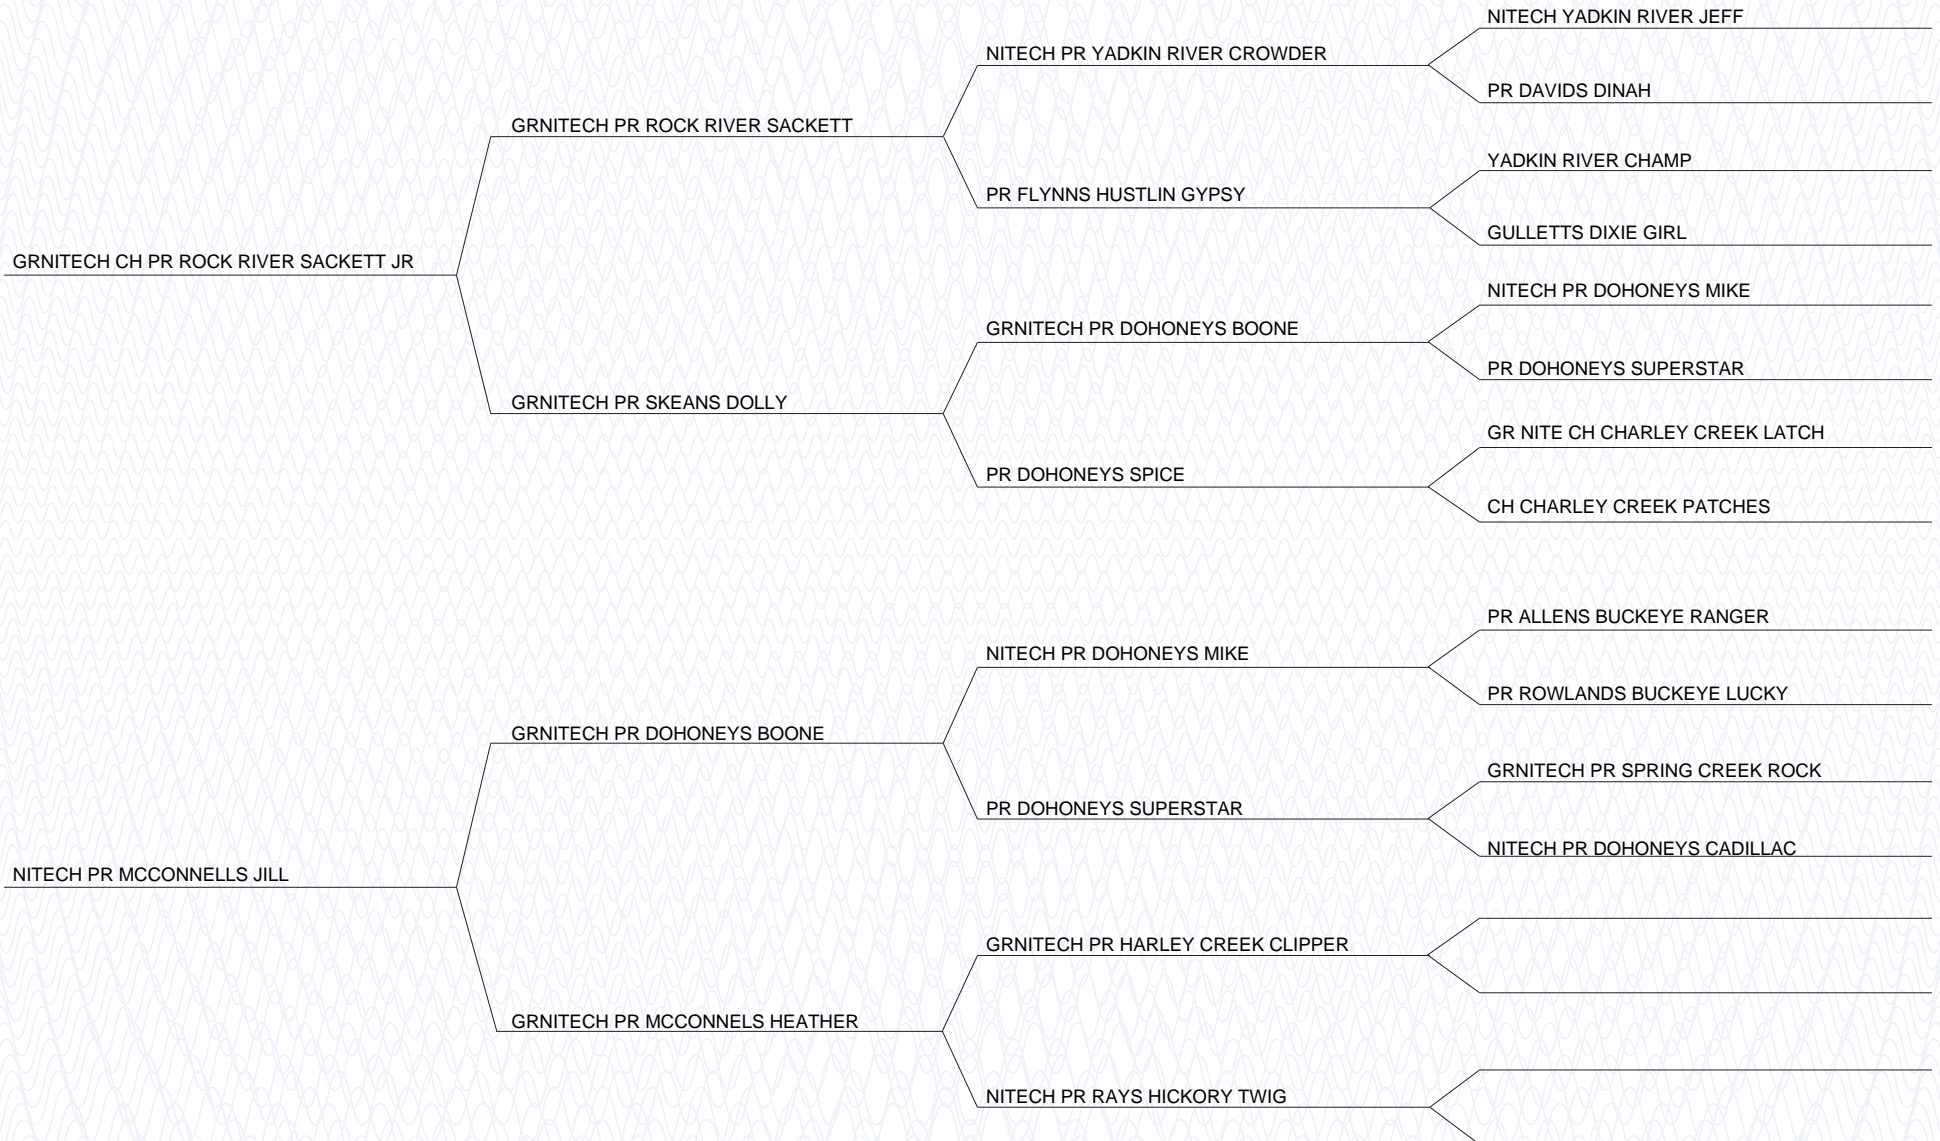 NITECH YADKIN RIVER JEFF
NITECH PR YADKIN RIVER CROWDER
PR DAVIDS DINAH
GRNITECH PR ROCK RIVER SACKETT
YADKIN RIVER CHAMP
PR FLYNNS HUSTLIN GYPSY
GULLETTS DIXIE GIRL
GRNITECH CH PR ROCK RIVER SACKETT JR
NITECH PR DOHONEYS MIKE
GRNITECH PR DOHONEYS BOONE
PR DOHONEYS SUPERSTAR
GRNITECH PR SKEANS DOLLY
GR NITE CH CHARLEY CREEK LATCH
PR DOHONEYS SPICE
CH CHARLEY CREEK PATCHES
PR ALLENS BUCKEYE RANGER
NITECH PR DOHONEYS MIKE
PR ROWLANDS BUCKEYE LUCKY
GRNITECH PR DOHONEYS BOONE
GRNITECH PR SPRING CREEK ROCK
PR DOHONEYS SUPERSTAR
NITECH PR DOHONEYS CADILLAC
NITECH PR MCCONNELLS JILL
GRNITECH PR HARLEY CREEK CLIPPER
GRNITECH PR MCCONNELS HEATHER
NITECH PR RAYS HICKORY TWIG